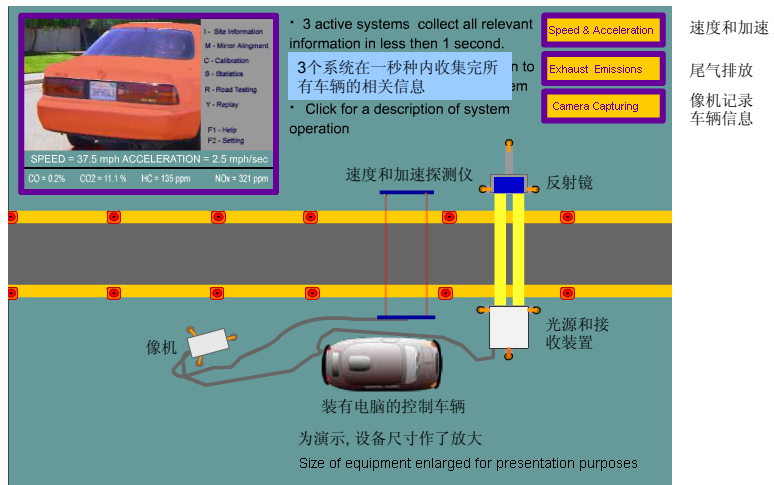 I - Site Information
M - Mirror Alingment
C - Calibration
S - Statistics
R - Road Testing
Y - Replay
F1 - Help
F2 - Setting
SPEED = 37.5 mph ACCELERATION = 2.5 mph/sec
CO = 0.2% CO2 = 11.1 % HC = 135 ppm NOx = 321 ppm
· 3 active systems collect all relevant
information in less then 1 second.
3个系统在一秒种内收集完所
有车辆的相关信息
to
· Click for a description of system
operation
Speed & Acceleration
Exhaust Emissions
Camera Capturing
速度和加速
尾气排放
像机记录
车辆信息
速度和加速探测仪
反射镜
光源和接
收装置
像机
装有电脑的控制车辆
为演示, 设备尺寸作了放大
Size of equipment enlarged for presentation purposes